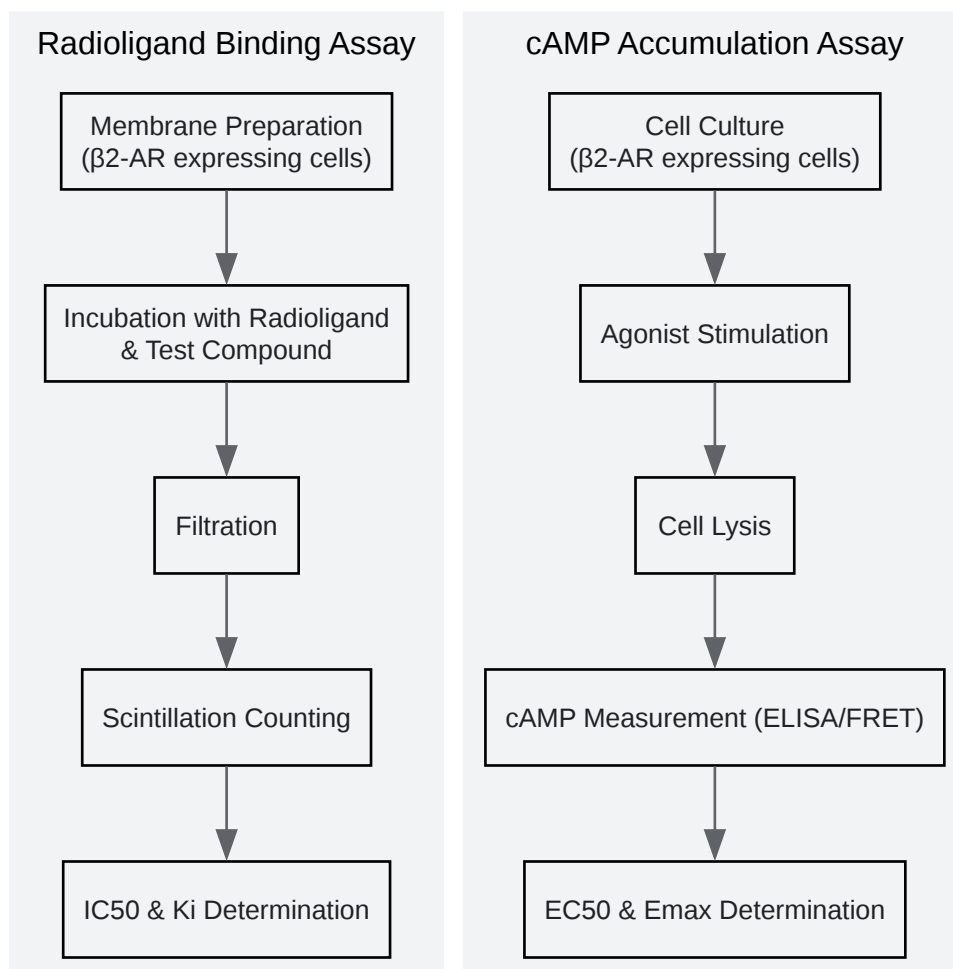 Radioligand Binding Assay
Membrane Preparation
(β2-AR expressing cells)
Incubation with Radioligand
& Test Compound
Filtration
Scintillation Counting
IC50 & Ki Determination
cAMP Accumulation Assay
Cell Culture
(β2-AR expressing cells)
Agonist Stimulation
Cell Lysis
cAMP Measurement (ELISA/FRET)
EC50 & Emax Determination